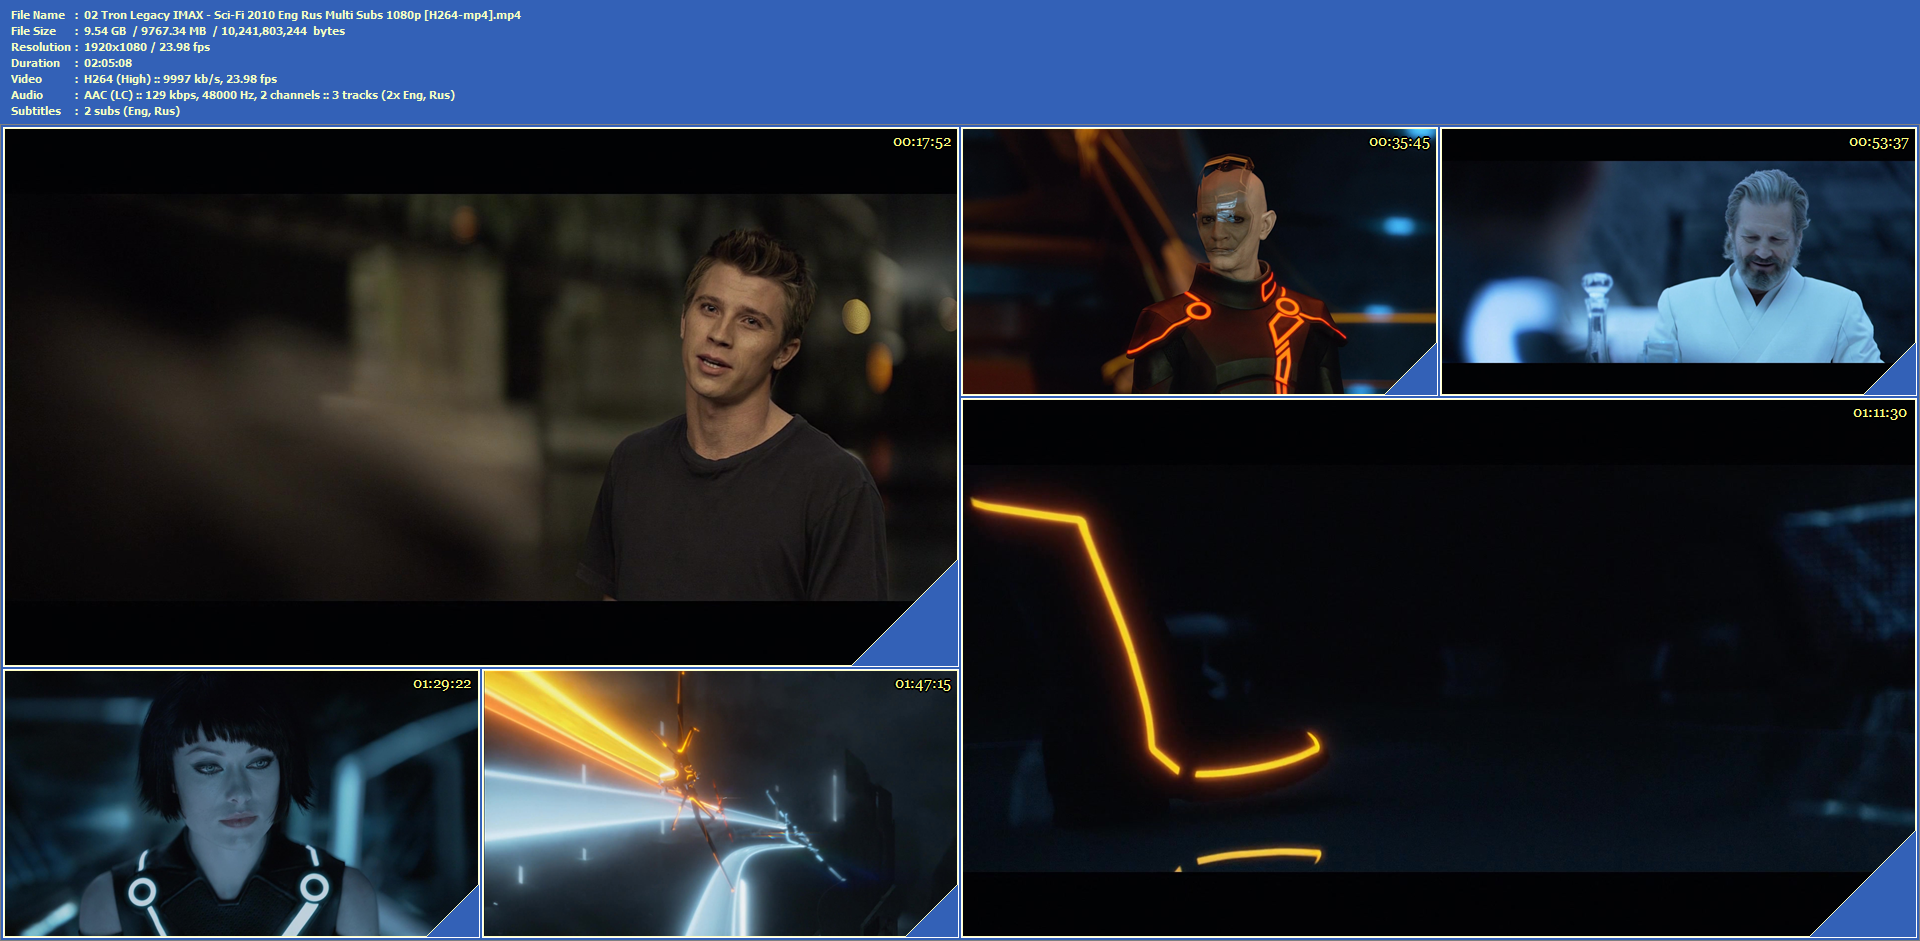 File Name : 02 Tron Legacy IMAX - Sci-Fi 2010 Eng Rus Multi Subs 1080p [H264-mp4].mp4
File Size : 9.54 GB / 9767.34 MB / 10,241,803,244 bytes
Resolution : 1920x1080 / 23.98 fps
Duration : 02:05:08
Video : H264 (High) :: 9997 kb/s, 23.98 fps
Audio : AAC (LC) :: 129 kbps, 48000 Hz, 2 channels :: 3 tracks (2x Eng, Rus)
Subtitles : 2 subs (Eng, Rus)
00:17:52
00:35:45
00:53:37
01:11:30
01:29:22
01:47:15